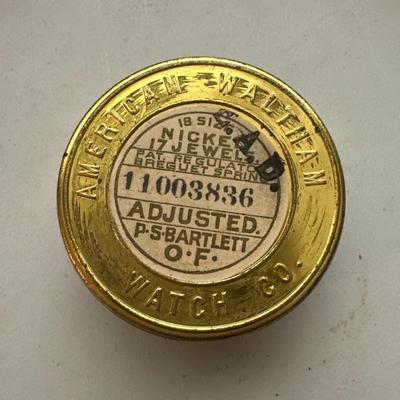 AMERICAN WALTHAM
WATCH CO.
18 SIZE
NICKEL
17 JEWELS
PAT. REGULATOR
BREGUET SPRING
11003836
ADJUSTED.
P·S·BARTLETT
O·F·
A.D.